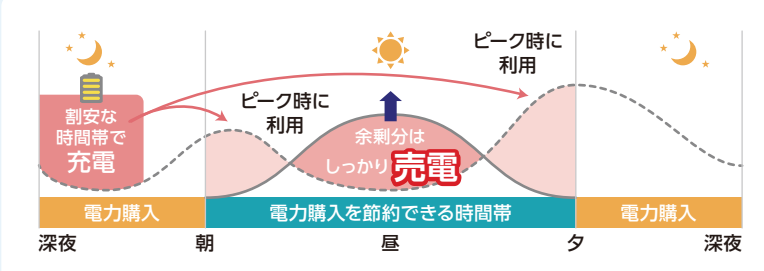 ピーク時に
利用
割安な
時間帯で
充電
ピーク時に
利用
余剰分は
しっかり売電
電力購入
電力購入を節約できる時間帯
電力購入
深夜
朝
昼
夕
深夜